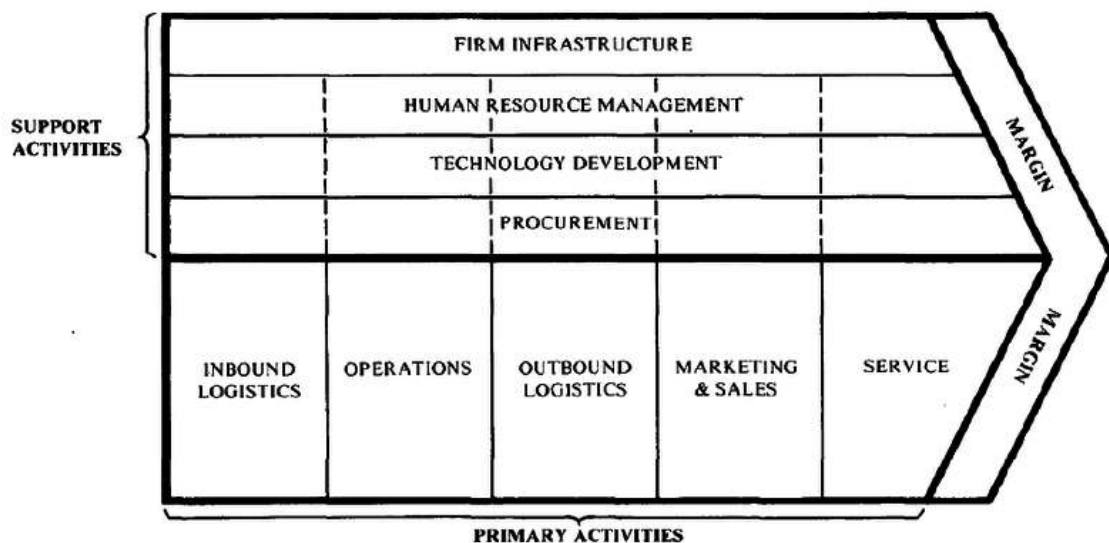 FIRM INFRASTRUCTURE
HUMAN RESOURCE MANAGEMENT
SUPPORT
ACTIVITIES
TECHNOLOGY DEVELOPMENT
PROCUREMENT
MARGIN
INBOUND
LOGISTICS
OPERATIONS
OUTBOUND
LOGISTICS
MARKETING
& SALES
SERVICE
MARGIN
PRIMARY ACTIVITIES